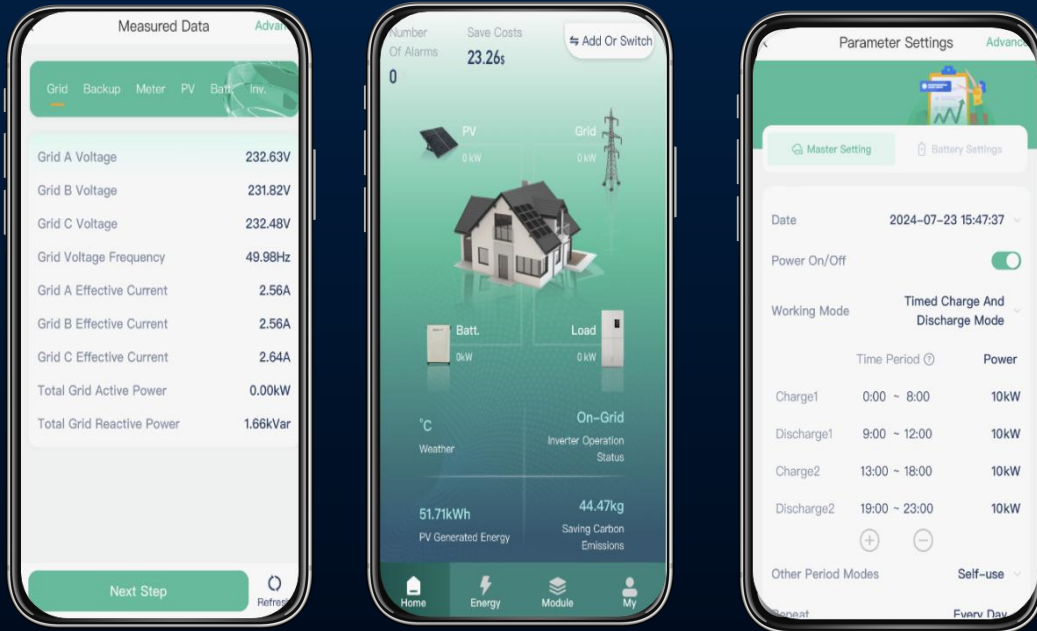 Measured Data
Advan
Grid Backup Meter PV Batt. Inv.
Grid A Voltage 232.63V
Grid B Voltage 231.82V
Grid C Voltage 232.48V
Grid Voltage Frequency 49.98Hz
Grid A Effective Current 2.56A
Grid B Effective Current 2.56A
Grid C Effective Current 2.64A
Total Grid Active Power 0.00kW
Total Grid Reactive Power 1.66kVar
Next Step
Refresh
Number
Of Alarms
0
Save Costs
23.26s
⇆ Add Or Switch
PV
0 kW
Grid
0 kW
Batt.
0kW
Load
0 kW
°C
Weather
On-Grid
Inverter Operation
Status
51.71kWh
PV Generated Energy
44.47kg
Saving Carbon
Emissions
Home Energy Module My
Parameter Settings
Advance
Master Setting
Battery Settings
Date 2024-07-23 15:47:37
Power On/Off
Working Mode
Timed Charge And
Discharge Mode
Time Period ? Power
Charge1 0:00 ~ 8:00 10kW
Discharge1 9:00 ~ 12:00 10kW
Charge2 13:00 ~ 18:00 10kW
Discharge2 19:00 ~ 23:00 10kW
Other Period Modes Self-use
Repeat Every Day